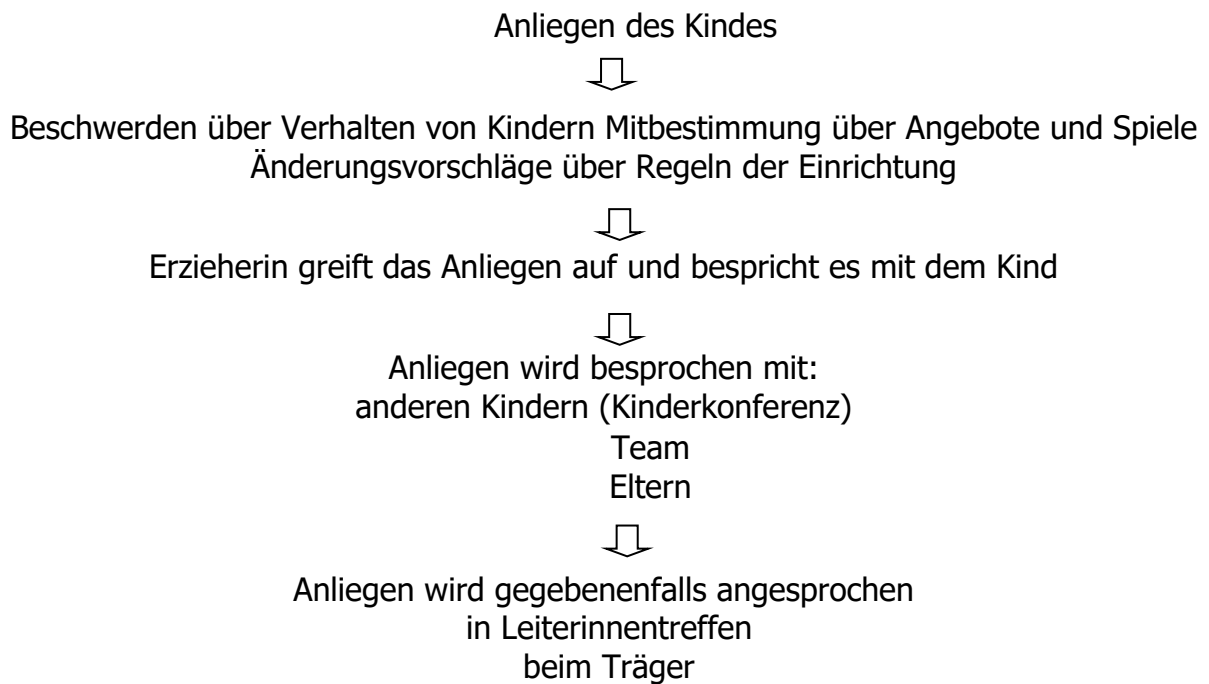 Anliegen des Kindes
Beschwerden über Verhalten von Kindern Mitbestimmung über Angebote und Spiele
Änderungsvorschläge über Regeln der Einrichtung
Erzieherin greift das Anliegen auf und bespricht es mit dem Kind
Anliegen wird besprochen mit:
anderen Kindern (Kinderkonferenz)
Team
Eltern
Anliegen wird gegebenenfalls angesprochen
in Leiterinnentreffen
beim Träger